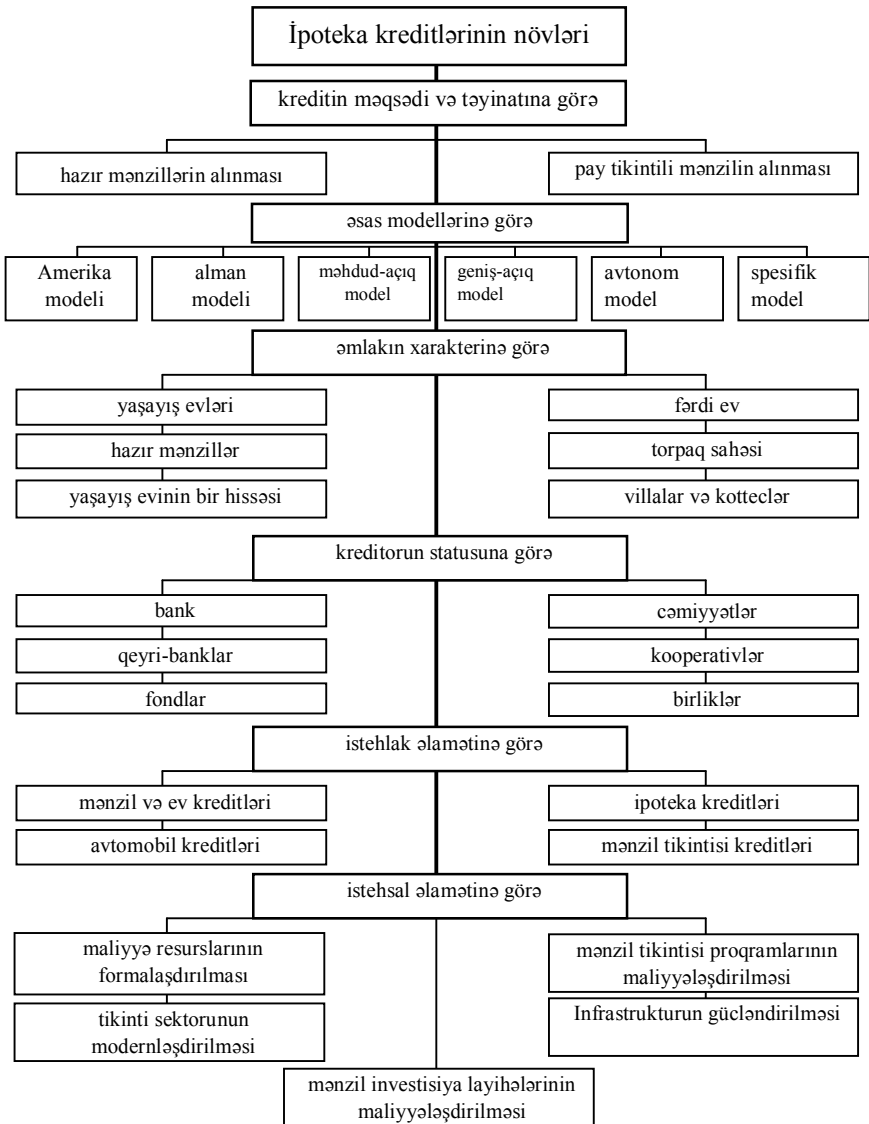 İpoteka kreditlərinin növləri
kreditin məqsədi və təyinatına görə
hazır mənzillərin alınması
pay tikintili mənzilin alınması
əsas modellərinə görə
Amerika
modeli
alman
modeli
məhdud-açıq
model
geniş-açıq
model
avtonom
model
spesifik
model
əmlakın xarakterinə görə
yaşayış evləri
fərdi ev
hazır mənzillər
torpaq sahəsi
yaşayış evinin bir hissəsi
villalar və kotteclər
kreditorun statusuna görə
bank
cəmiyyətlər
qeyri-banklar
kooperativlər
fondlar
birliklər
istehlak əlamətinə görə
mənzil və ev kreditləri
ipoteka kreditləri
avtomobil kreditləri
mənzil tikintisi kreditləri
istehsal əlamətinə görə
maliyyə resurslarının
formalaşdırılması
mənzil tikintisi proqramlarının
maliyyələşdirilməsi
tikinti sektorunun
modernləşdirilməsi
Infrastrukturun gücləndirilməsi
mənzil investisiya layihələrinin
maliyyələşdirilməsi